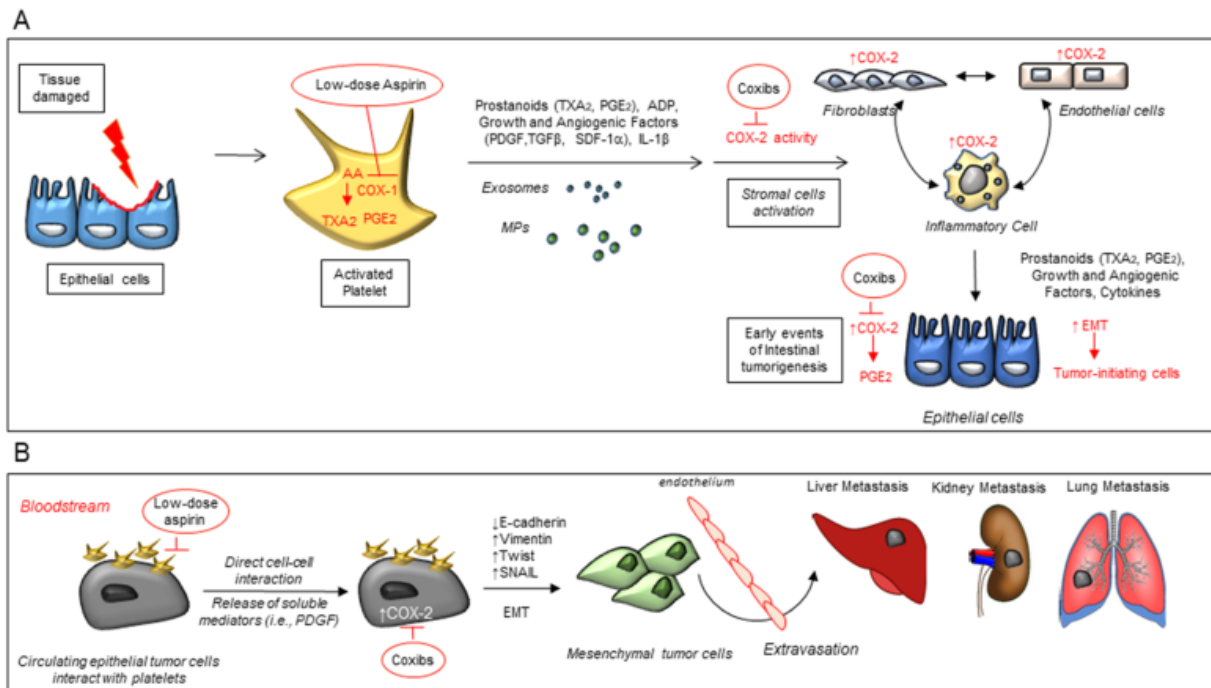 A
Tissue
damaged
Epithelial cells
Low-dose Aspirin
AA
COX-1
TXA2 PGE2
Activated
Platelet
Prostanoids (TXA2, PGE2), ADP,
Growth and Angiogenic Factors
(PDGF,TGFβ, SDF-1α), IL-1β
Exosomes
MPs
Coxibs
COX-2 activity
Stromal cells
activation
↑COX-2
Fibroblasts
↑COX-2
Endothelial cells
↑COX-2
Inflammatory Cell
Prostanoids (TXA2, PGE2),
Growth and Angiogenic
Factors, Cytokines
Coxibs
Early events
of Intestinal
tumorigenesis
↑COX-2
PGE2
↑EMT
Tumor-initiating cells
Epithelial cells
B
Bloodstream
Low-dose
aspirin
Circulating epithelial tumor cells
interact with platelets
Direct cell-cell
interaction
Release of soluble
mediators (i.e., PDGF)
↑COX-2
Coxibs
↓E-cadherin
↑Vimentin
↑Twist
↑SNAIL
EMT
Mesenchymal tumor cells
endothelium
Extravasation
Liver Metastasis
Kidney Metastasis
Lung Metastasis